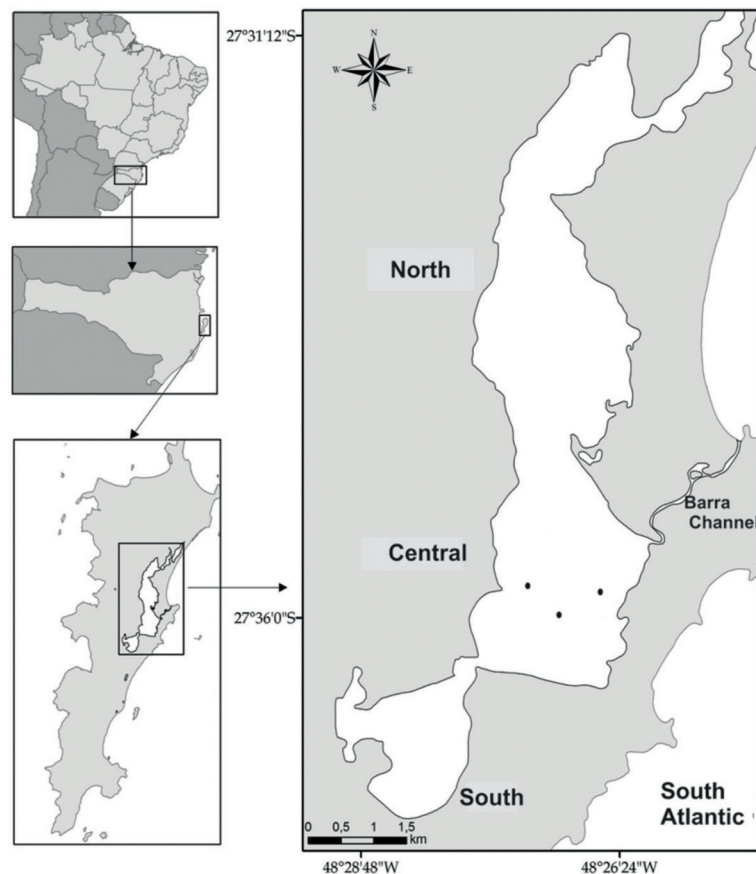 27°31'12"S
N
W
E
S
North
Barra
Channel
Central
27°36'0"S
South
South
Atlantic
0 0,5 1 1,5
km
48°28'48"W
48°26'24"W